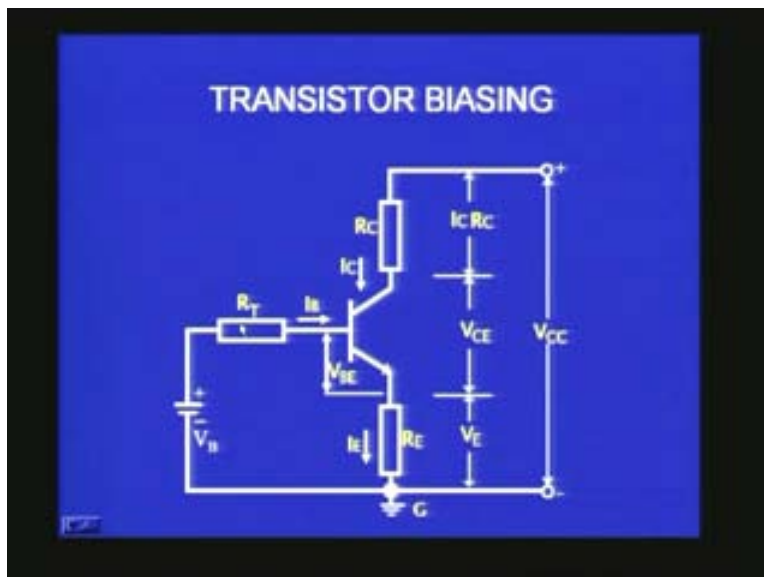 TRANSISTOR BIASING
+
RC
IC RC
IC
RT
IB
VCE
VCC
VBE
+
−
VB
IE
RE
VE
-
G